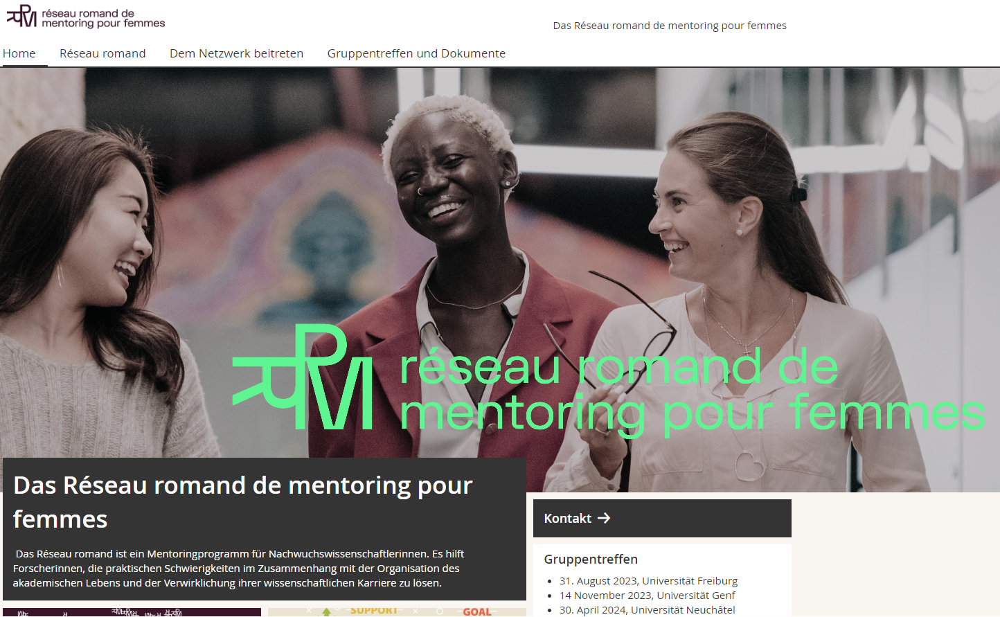 réseau romand de
mentoring pour femmes
Das Réseau romand de mentoring pour femmes
Home Réseau romand Dem Netzwerk beitreten Gruppentreffen und Dokumente
réseau romand de
mentoring pour femmes
Das Réseau romand de mentoring pour
femmes
Das Réseau romand ist ein Mentoringprogramm für Nachwuchswissenschaftlerinnen. Es hilft
Forscherinnen, die praktischen Schwierigkeiten im Zusammenhang mit der Organisation des
akademischen Lebens und der Verwirklichung ihrer wissenschaftlichen Karriere zu lösen.
Kontakt →
Gruppentreffen
• 31. August 2023, Universität Freiburg
• 14 November 2023, Universität Genf
• 30. April 2024, Universität Neuchâtel
SUPPORT
GOAL